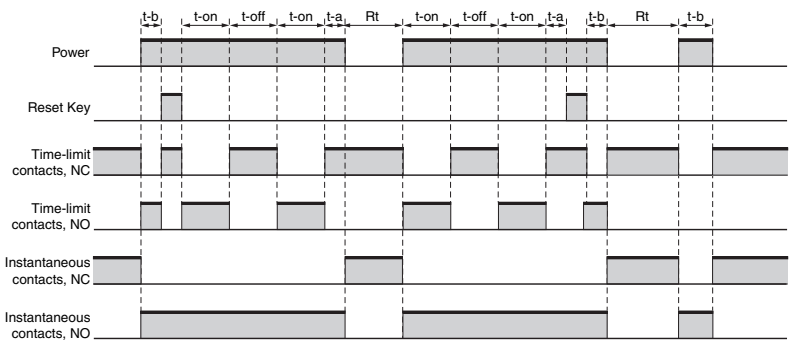 t-b t-on t-off t-on t-a Rt t-on t-off t-on t-a t-b Rt t-b
Power
Reset Key
Time-limit
contacts, NC
Time-limit
contacts, NO
Instantaneous
contacts, NC
Instantaneous
contacts, NO